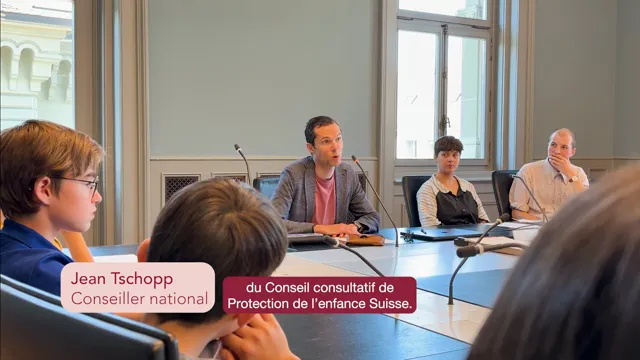 Jean Tschopp
Conseiller national
du Conseil consultatif de
Protection de l'enfance Suisse.